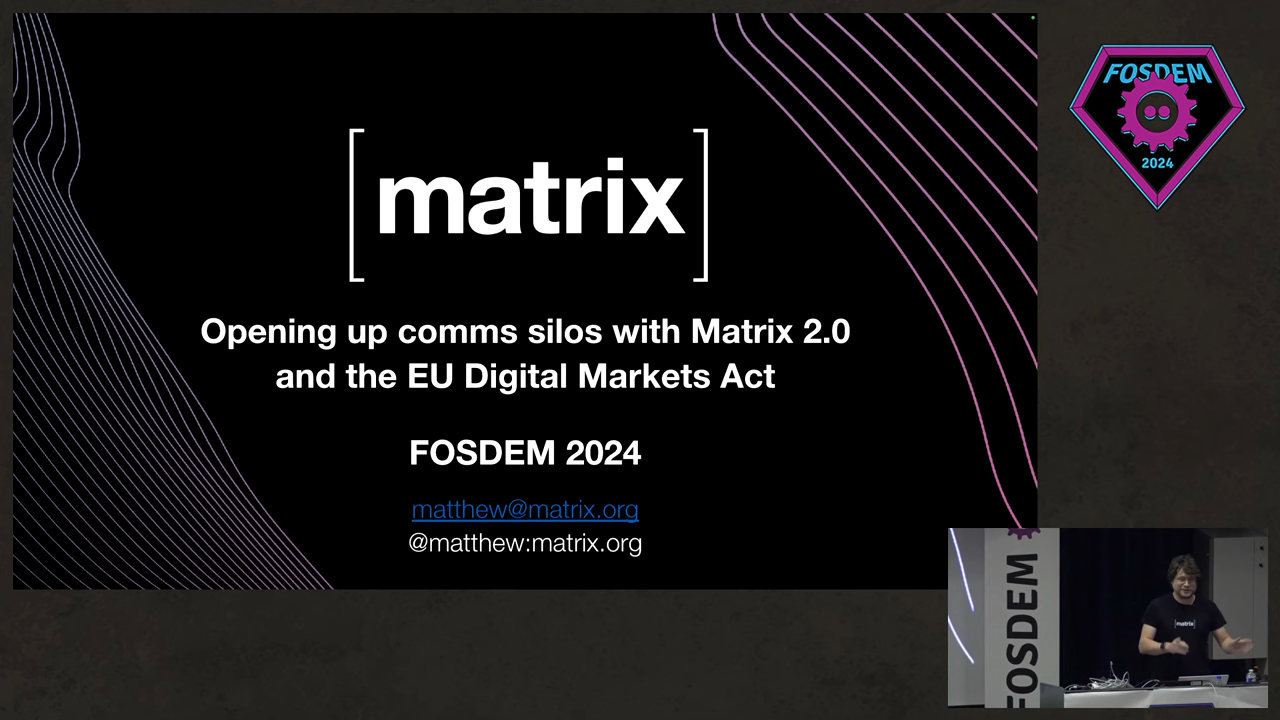 [matrix]
Opening up comms silos with Matrix 2.0
and the EU Digital Markets Act
FOSDEM 2024
matthew@matrix.org
@matthew:matrix.org
FOSDEM
2024
FOSDEM
[matrix]